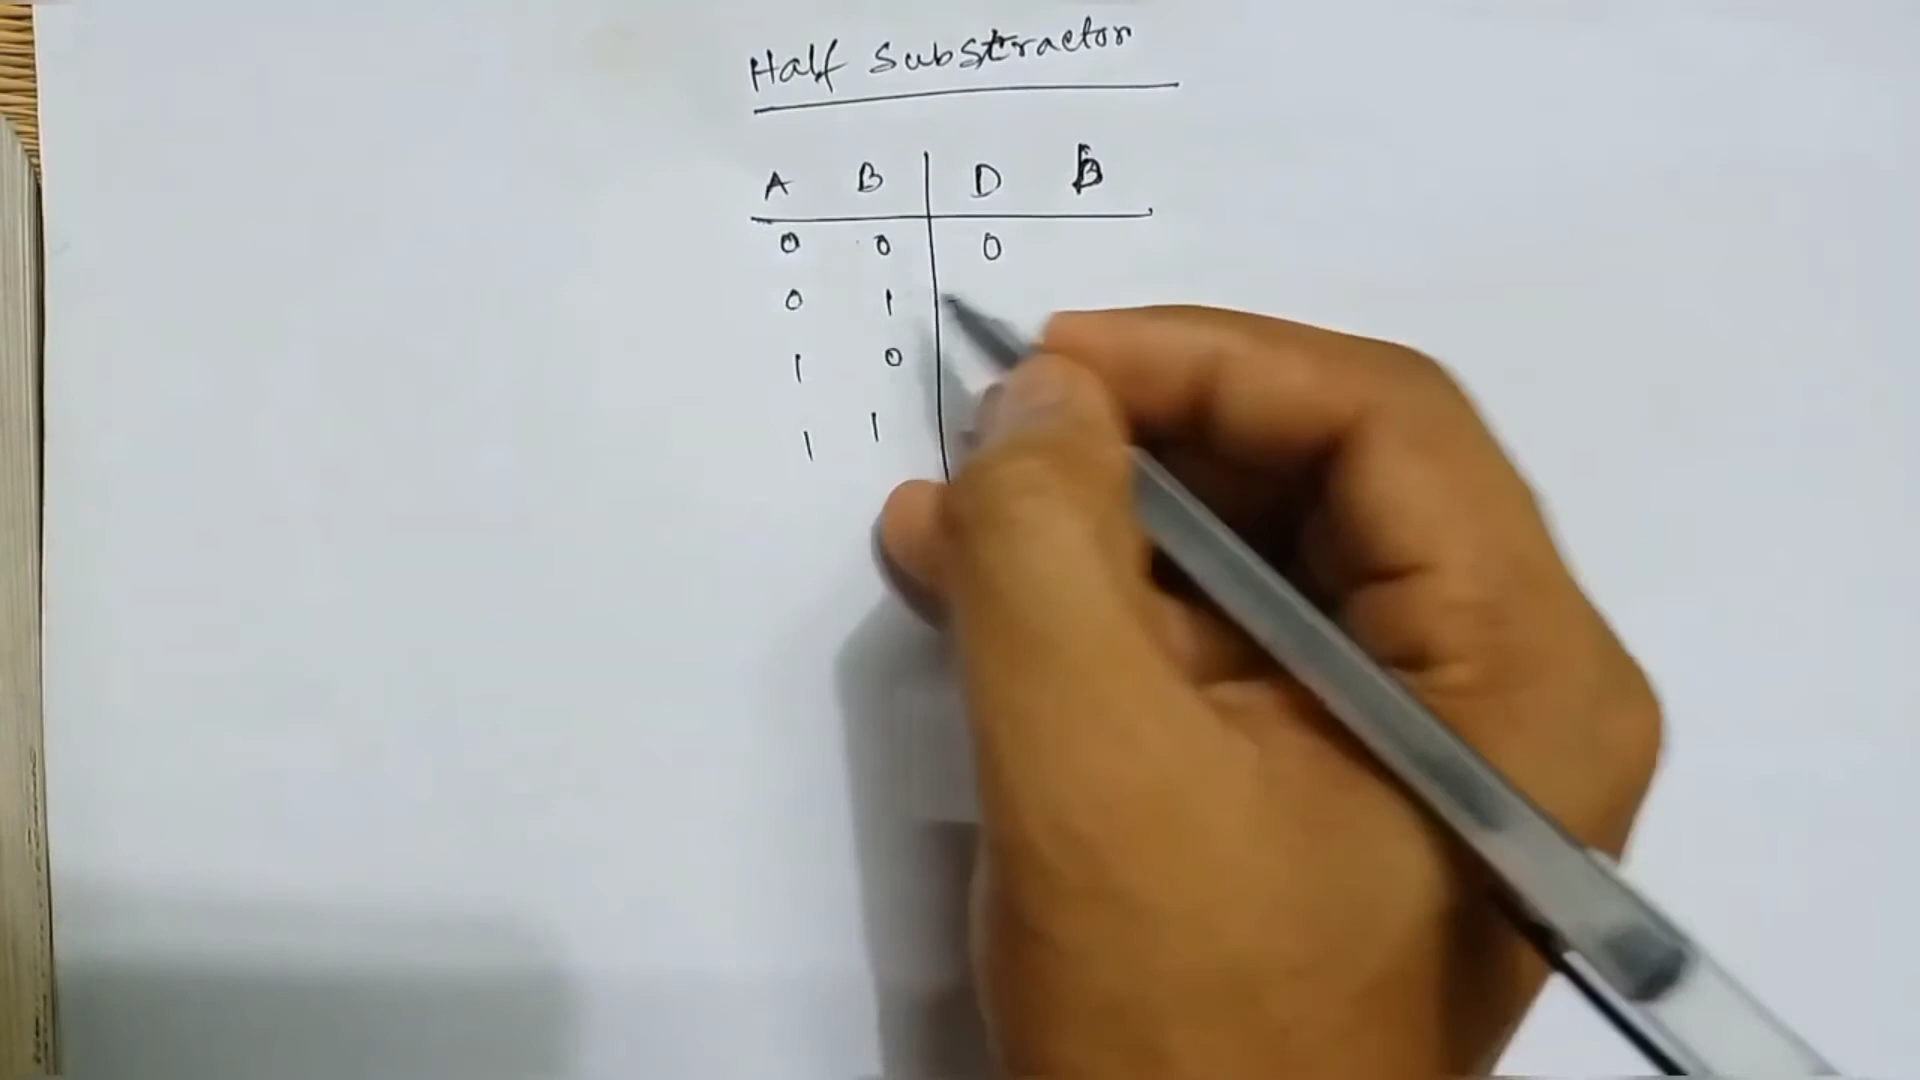 Half Substractor
A B D B
0 0 0
0 1
1 0
1 1